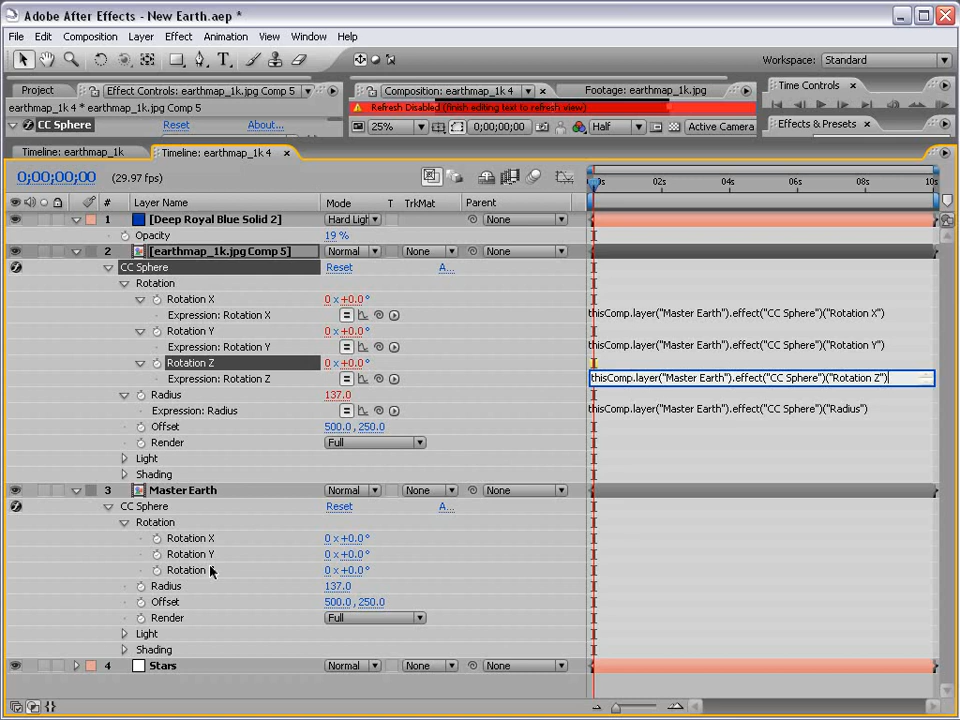 Adobe After Effects - New Earth.aep *
File Edit Composition Layer Effect Animation View Window Help
Workspace: Standard
Project Effect Controls: earthmap_1k.jpg Comp 5 Composition: earthmap_1k 4 Footage: earthmap_1k.jpg Time Controls
earthmap_1k 4 * earthmap_1k.jpg Comp 5 Refresh Disabled (finish editing text to refresh view)
CC Sphere Reset About... 25% 0;00;00;00 Half Active Camera Effects & Presets
Timeline: earthmap_1k Timeline: earthmap_1k 4
0;00;00;00 (29.97 fps) 02s 04s 06s 08s 10s
# Layer Name Mode T TrkMat Parent
1 [Deep Royal Blue Solid 2] Hard Ligh None
Opacity 19 %
2 [earthmap_1k.jpg Comp 5] Normal None None
CC Sphere Reset A...
Rotation
Rotation X 0 x +0.0 °
Expression: Rotation X thisComp.layer("Master Earth").effect("CC Sphere")("Rotation X")
Rotation Y 0 x +0.0 °
Expression: Rotation Y thisComp.layer("Master Earth").effect("CC Sphere")("Rotation Y")
Rotation Z 0 x +0.0 °
Expression: Rotation Z thisComp.layer("Master Earth").effect("CC Sphere")("Rotation Z")
Radius 137.0
Expression: Radius thisComp.layer("Master Earth").effect("CC Sphere")("Radius")
Offset 500.0 , 250.0
Render Full
Light
Shading
3 Master Earth Normal None None
CC Sphere Reset A...
Rotation
Rotation X 0 x +0.0 °
Rotation Y 0 x +0.0 °
Rotation 0 x +0.0 °
Radius 137.0
Offset 500.0 , 250.0
Render Full
Light
Shading
4 Stars Normal None None